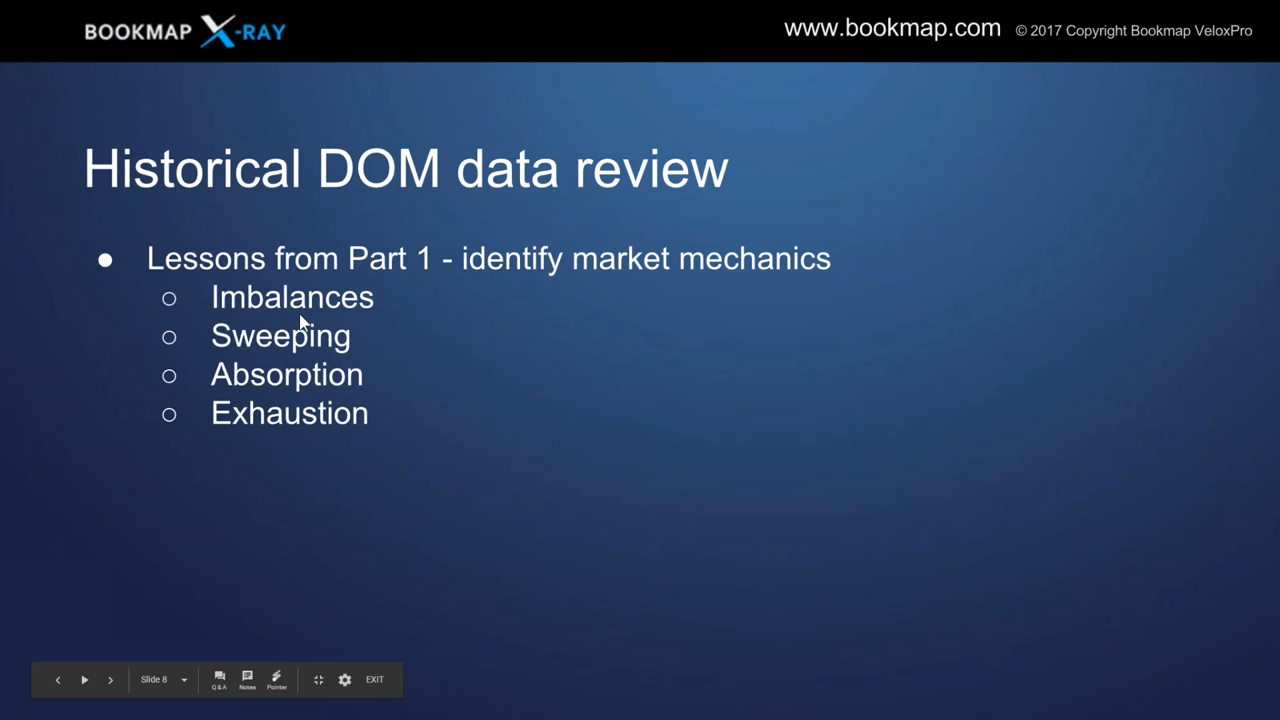 BOOKMAP X-RAY
www.bookmap.com © 2017 Copyright Bookmap VeloxPro
Historical DOM data review
● Lessons from Part 1 - identify market mechanics
○ Imbalances
○ Sweeping
○ Absorption
○ Exhaustion
Slide 8
Q & A Notes Pointer
EXIT